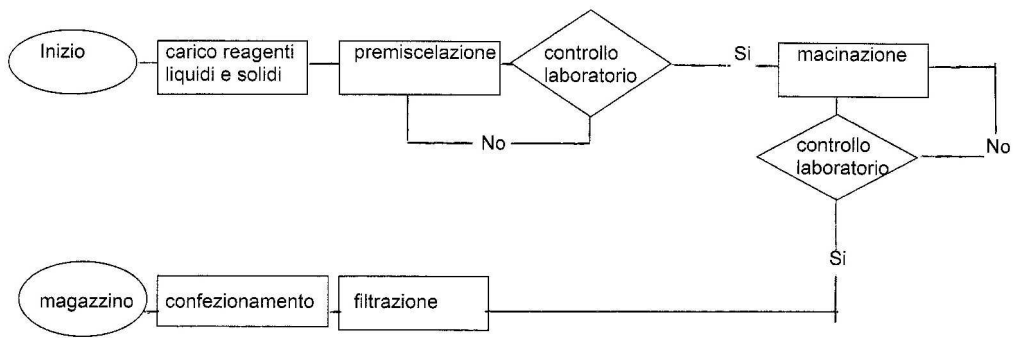 Inizio
carico reagenti
liquidi e solidi
premiscelazione
controllo
laboratorio
Si
macinazione
No
controllo
laboratorio
No
Si
magazzino
confezionamento
filtrazione